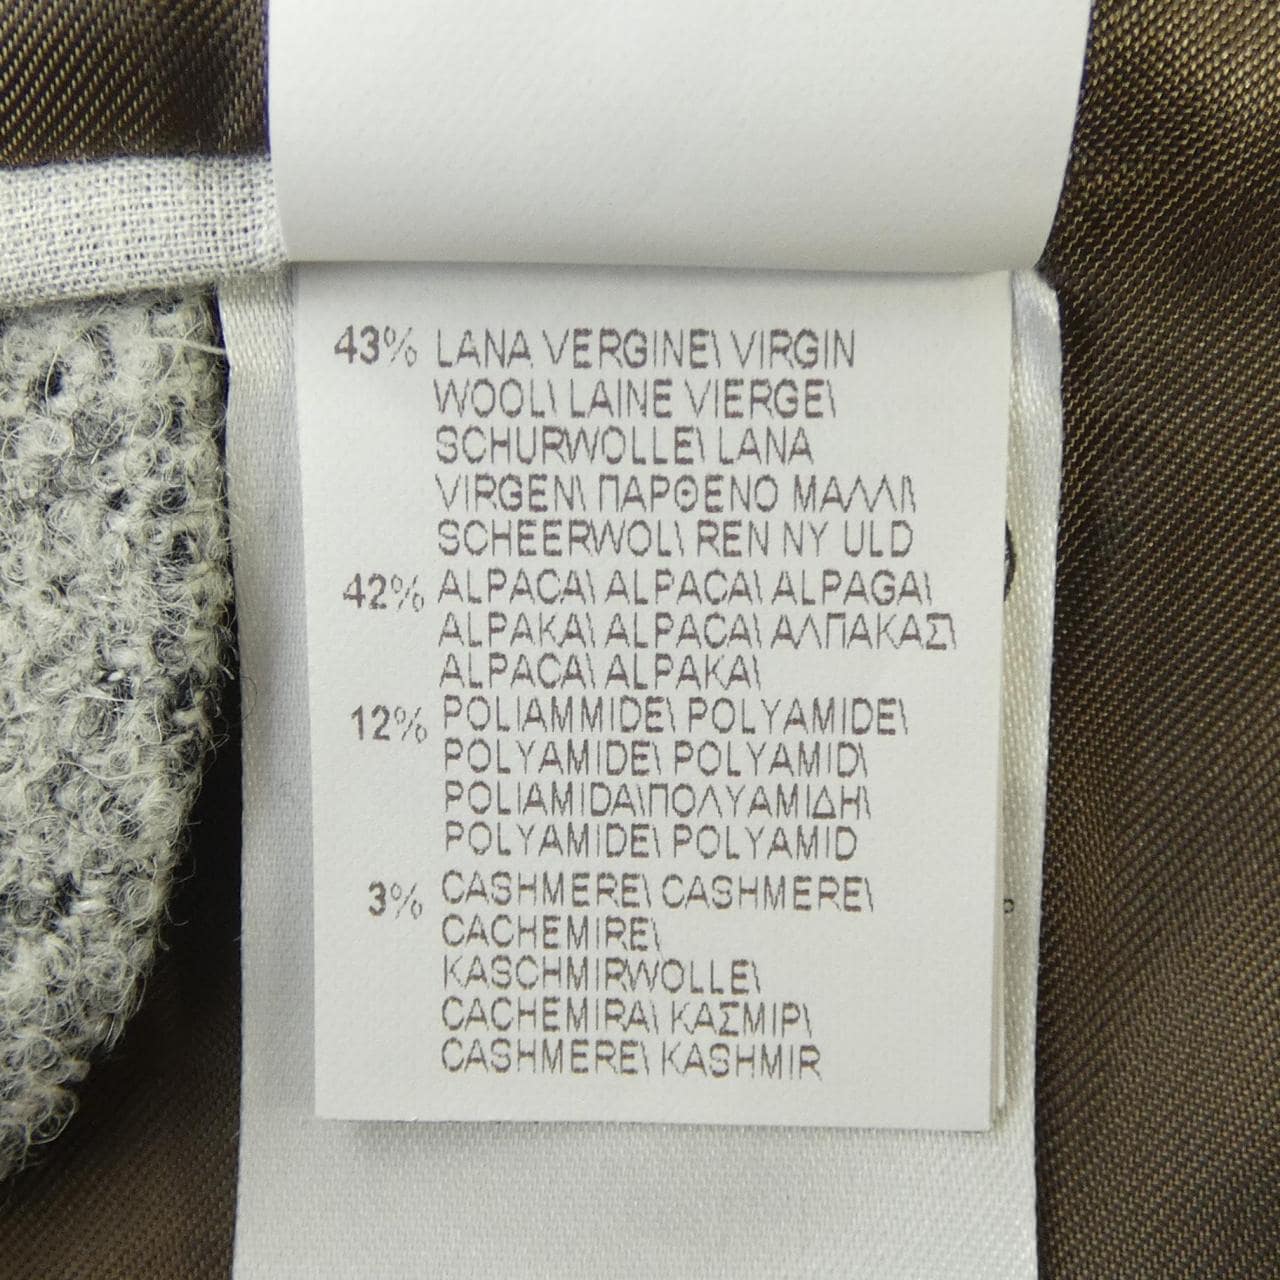 43% LANA VERGINE\ VIRGIN
WOOL\ LAINE VIERGE\
SCHURWOLLE\ LANA
VIRGEN\ ΠΑΡΘΕΝΟ ΜΑΛΛΙ\
SCHEERWOL\ REN NY ULD
42% ALPACA\ ALPACA\ ALPAGA\
ALPAKA\ ALPACA\ ΑΛΠΑΚΑΣ\
ALPACA\ ALPAKA\
12% POLIAMMIDE\ POLYAMIDE\
POLYAMIDE\ POLYAMID\
POLIAMIDA\ΠΟΛΥΑΜΙΔΗ\
POLYAMIDE\ POLYAMID
3% CASHMERE\ CASHMERE\
CACHEMIRE\
KASCHMIRWOLLE\
CACHEMIRA\ ΚΑΣΜΙΡ\
CASHMERE\ KASHMIR